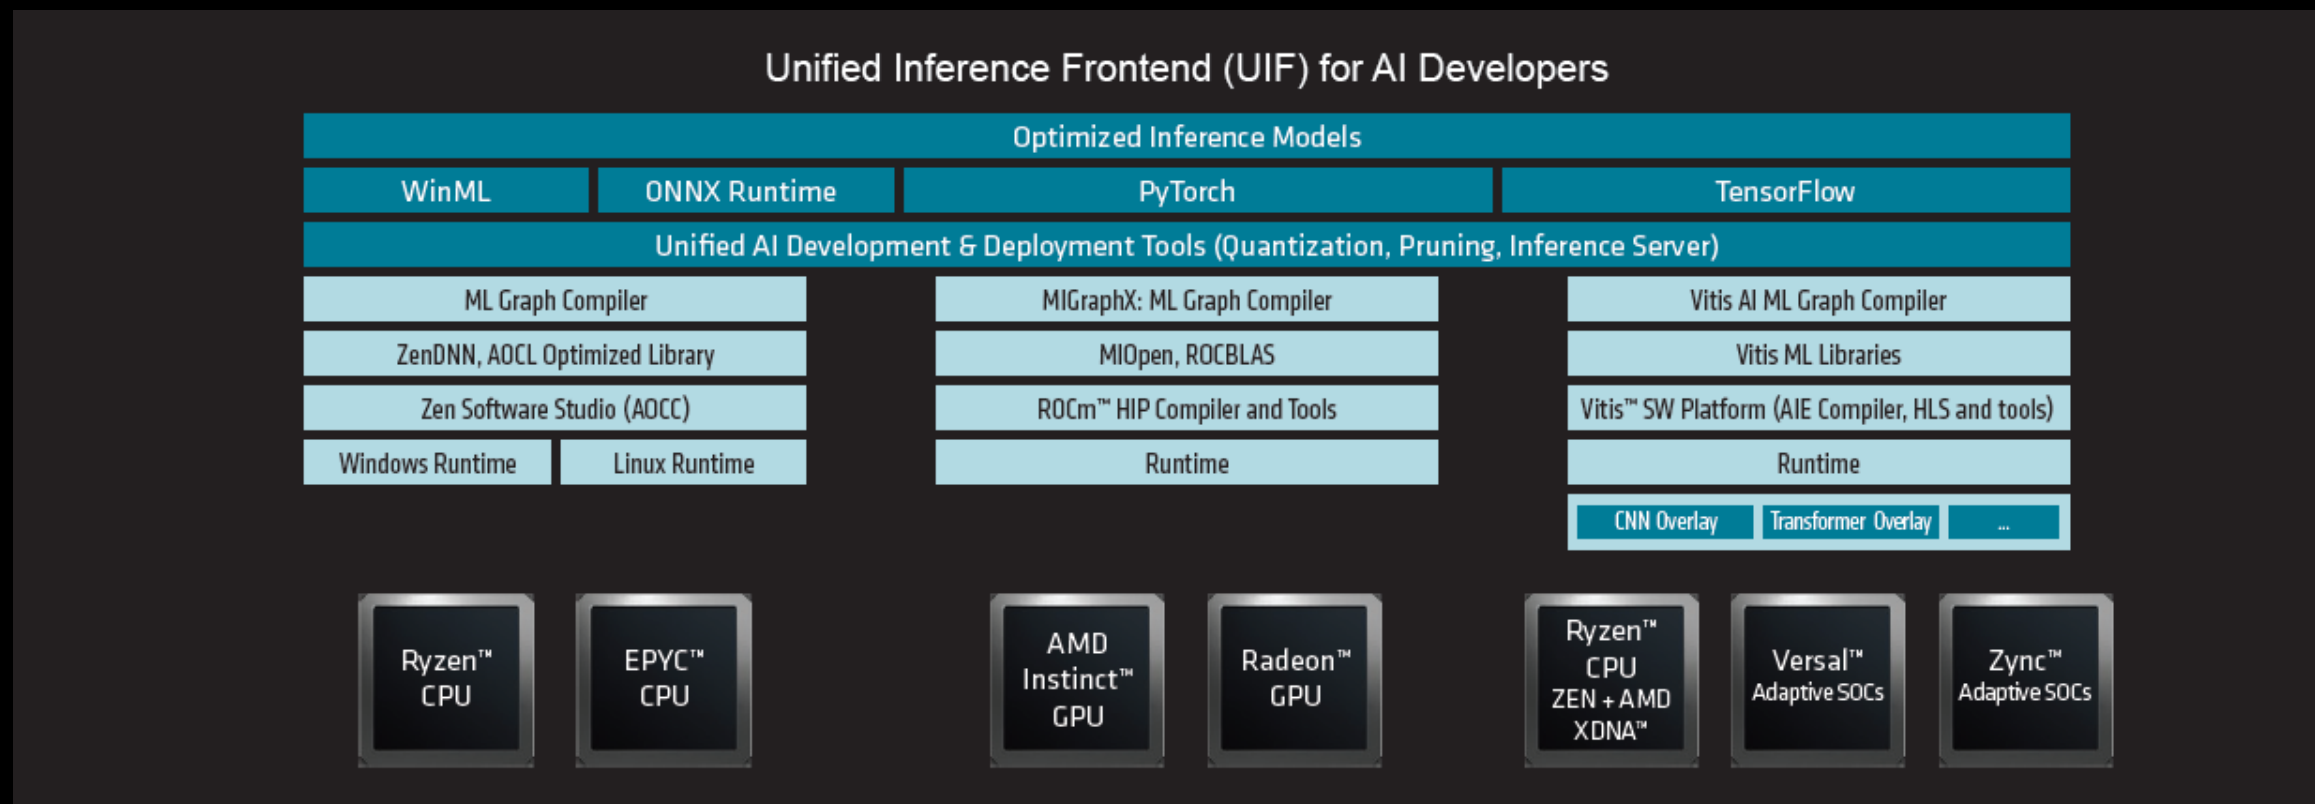 Unified Inference Frontend (UIF) for AI Developers
Optimized Inference Models
WinML
ONNX Runtime
PyTorch
TensorFlow
Unified AI Development & Deployment Tools (Quantization, Pruning, Inference Server)
ML Graph Compiler
ZenDNN, AOCL Optimized Library
Zen Software Studio (AOCC)
Windows Runtime
Linux Runtime
MIGraphX: ML Graph Compiler
MIOpen, ROCBLAS
ROCm™ HIP Compiler and Tools
Runtime
Vitis AI ML Graph Compiler
Vitis ML Libraries
Vitis™ SW Platform (AIE Compiler, HLS and tools)
Runtime
CNN Overlay
Transformer Overlay
...
Ryzen™
CPU
EPYC™
CPU
AMD
Instinct™
GPU
Radeon™
GPU
Ryzen™
CPU
ZEN + AMD
XDNA™
Versal™
Adaptive SOCs
Zync™
Adaptive SOCs